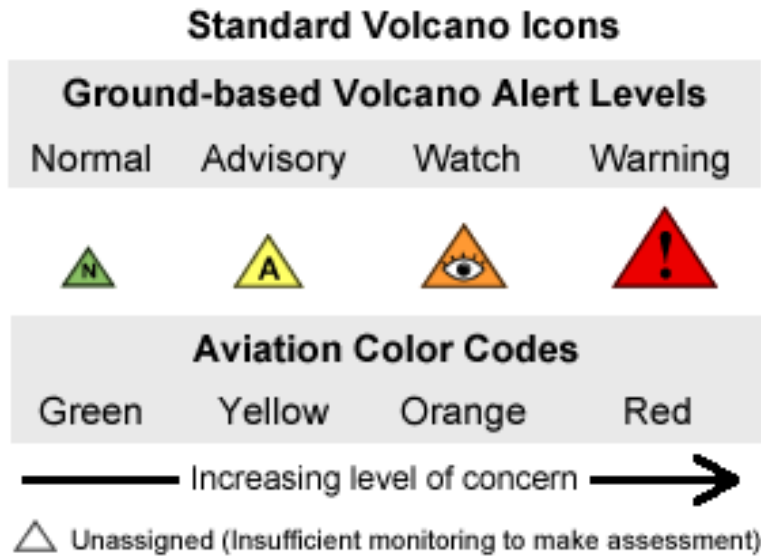 Standard Volcano Icons
Ground-based Volcano Alert Levels
Normal Advisory Watch Warning
N A !
Aviation Color Codes
Green Yellow Orange Red
Increasing level of concern
Unassigned (Insufficient monitoring to make assessment)